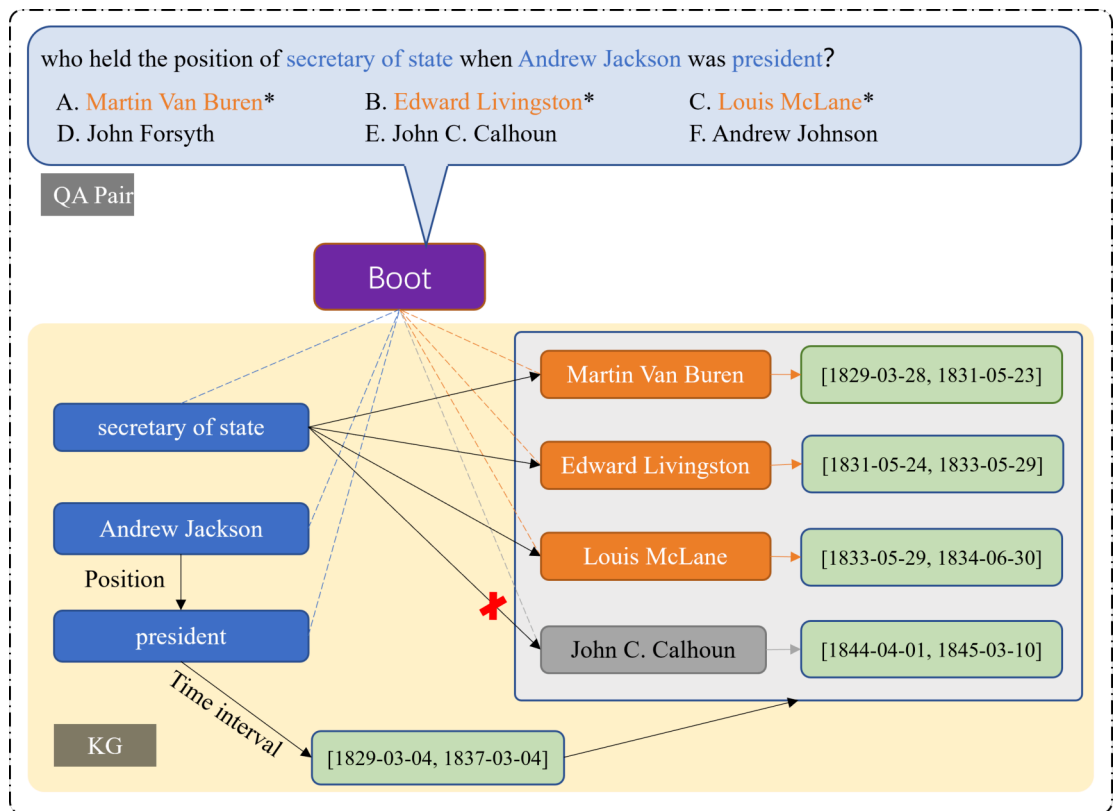 who held the position of secretary of state when Andrew Jackson was president?
A. Martin Van Buren* B. Edward Livingston* C. Louis McLane*
D. John Forsyth E. John C. Calhoun F. Andrew Johnson
QA Pair
Boot
Martin Van Buren [1829-03-28, 1831-05-23]
secretary of state
Edward Livingston [1831-05-24, 1833-05-29]
Andrew Jackson
Louis McLane [1833-05-29, 1834-06-30]
Position
president
John C. Calhoun [1844-04-01, 1845-03-10]
Time interval
KG
[1829-03-04, 1837-03-04]